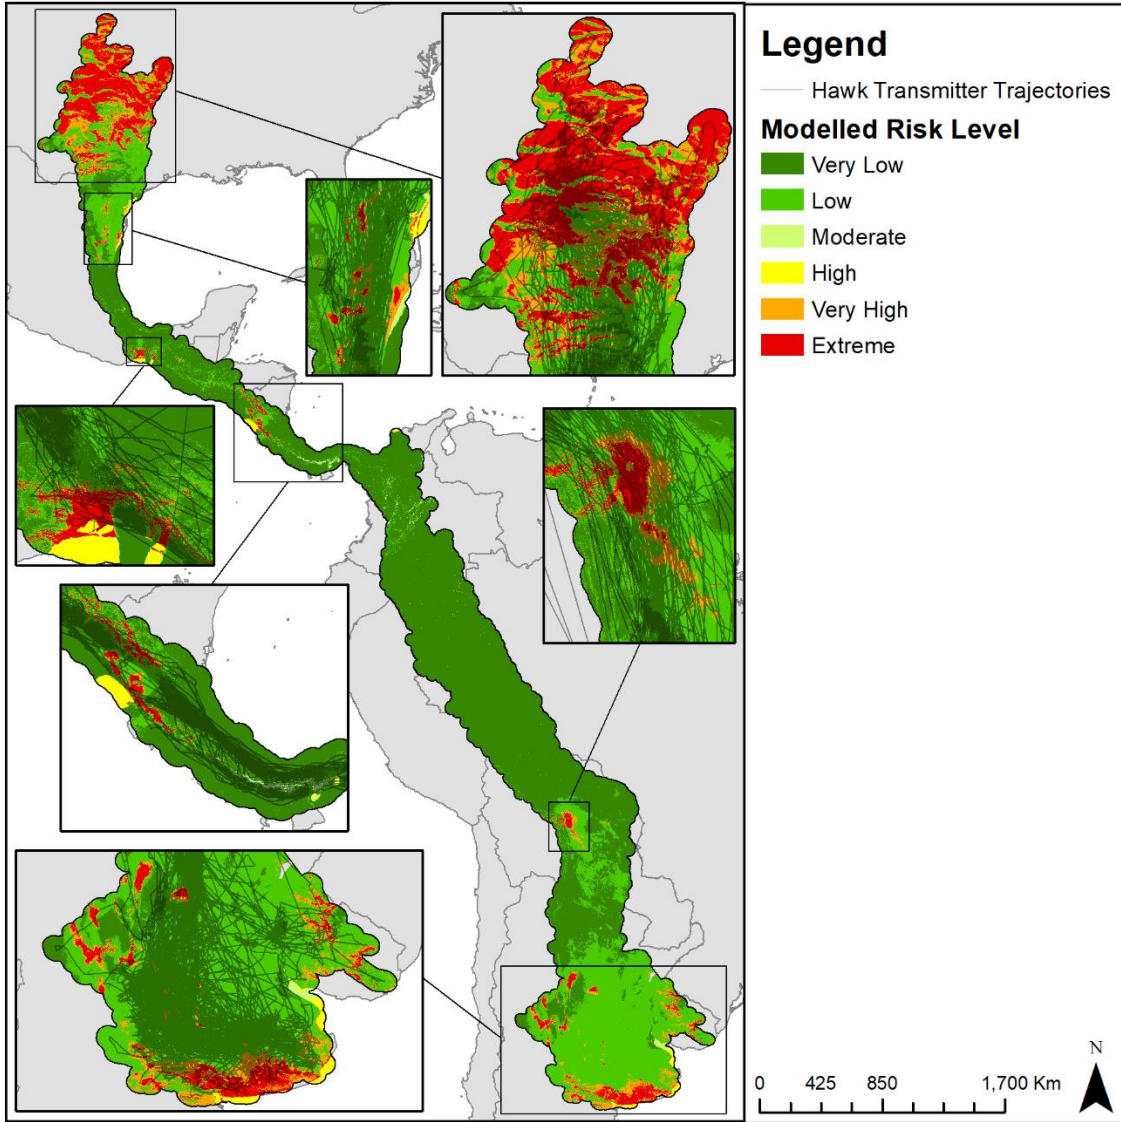 Legend
Hawk Transmitter Trajectories
Modelled Risk Level
Very Low
Low
Moderate
High
Very High
Extreme
N
0 425 850 1,700 Km